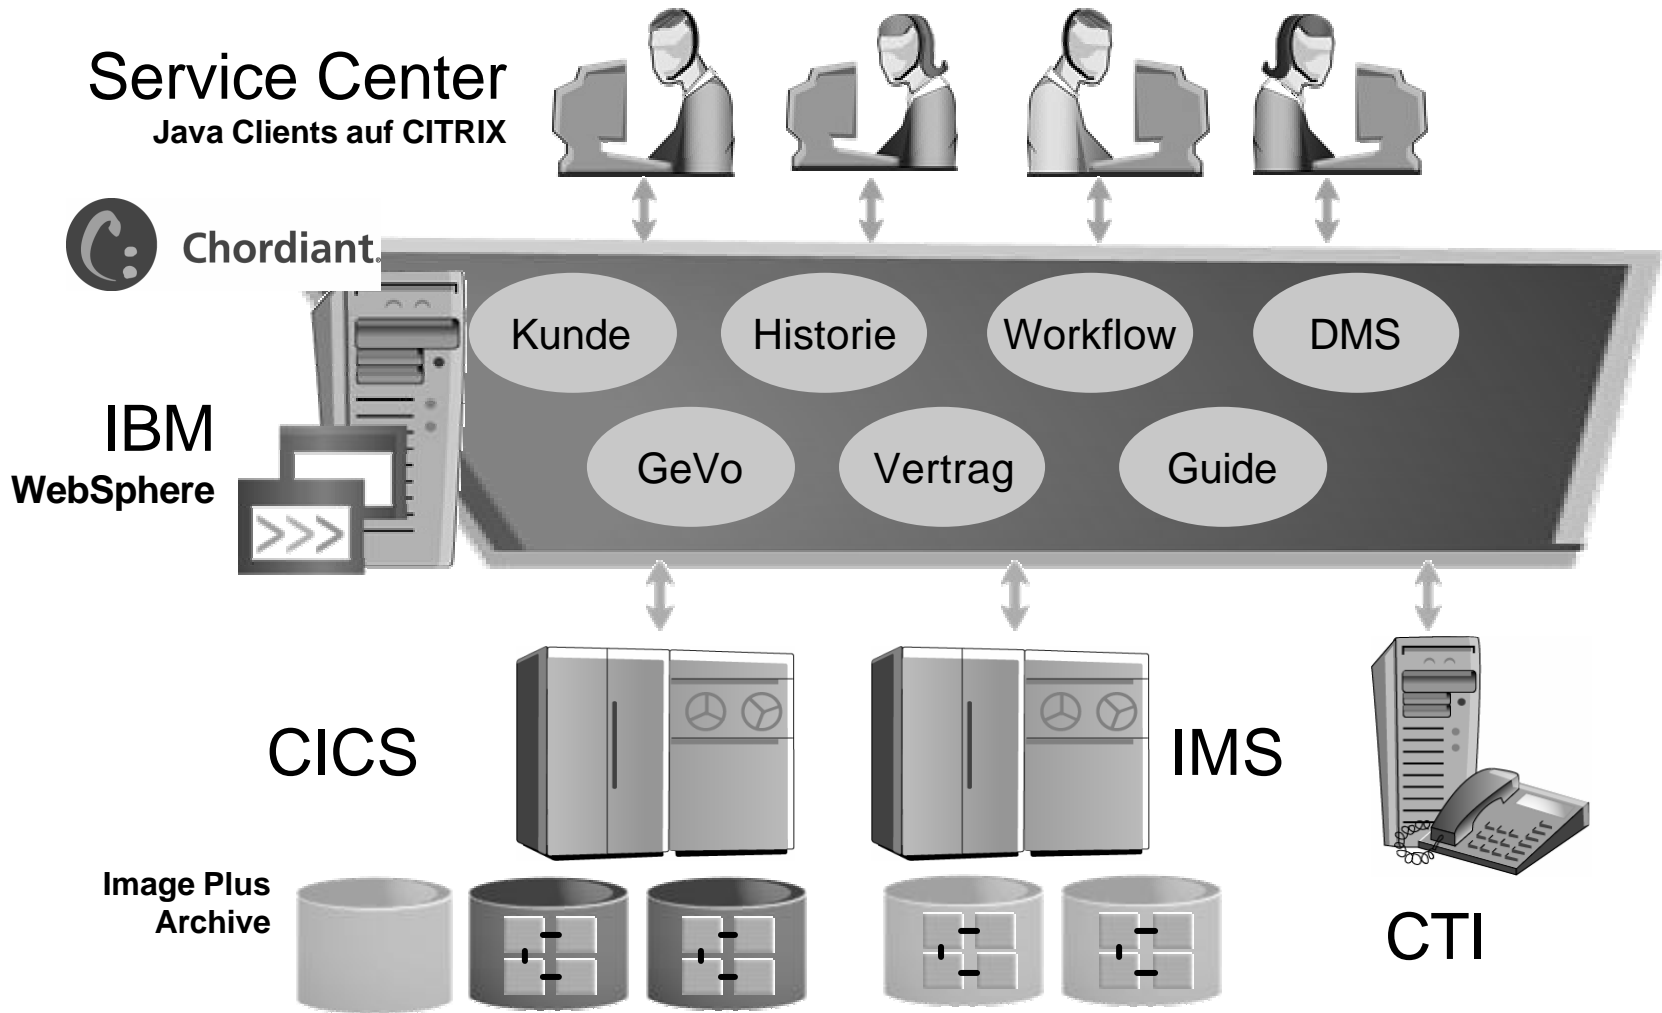 Service Center
Java Clients auf CITRIX
Chordiant
Kunde
Historie
Workflow
DMS
IBM
WebSphere
GeVo
Vertrag
Guide
CICS
IMS
Image Plus
Archive
CTI